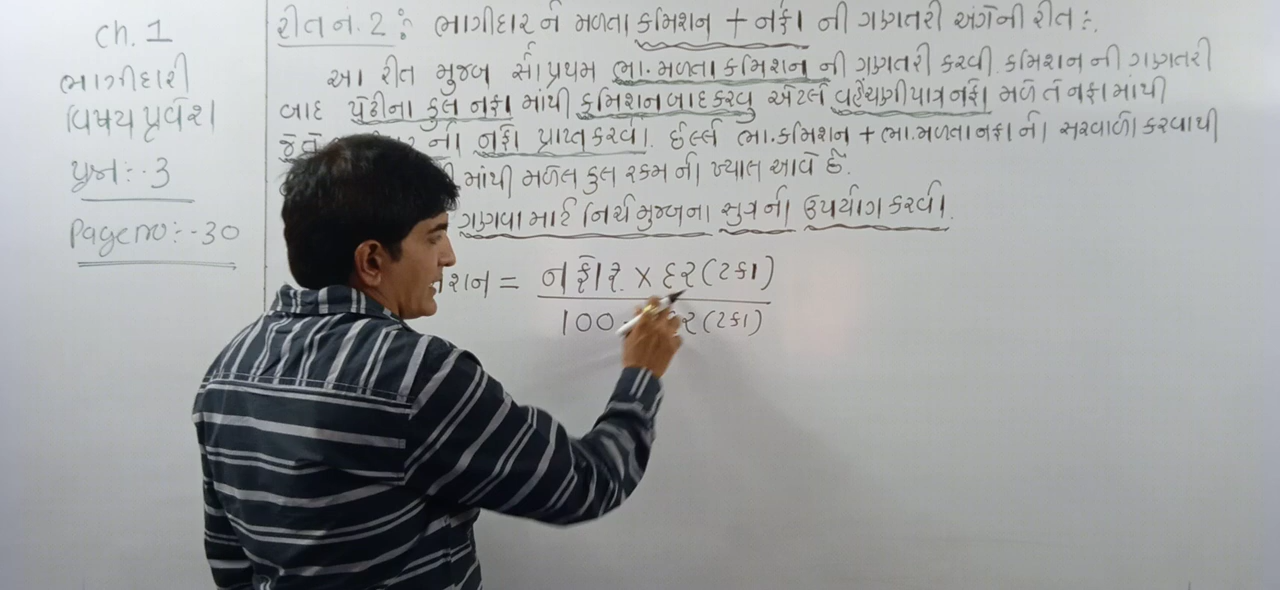 ch. 1
ભાગીદારી
વિષય પ્રવેશ
પ્રશ્ન:- 3
Page no:- 30
રીત નં. 2 : ભાગીદારને મળતા કમિશન + નફા ની ગણતરી અંગેની રીત :.
આ રીત મુજબ સૌ પ્રથમ ભા. મળતા કમિશન ની ગણતરી કરવી. કમિશન ની ગણતરી
બાદ પેઢીના કુલ નફા માંથી કમિશન બાદ કરવુ એટલે વહેંચણીપાત્ર નફો મળે તે નફા માંથી
જે તે નો નફો પ્રાપ્ત કરવો. છેલ્લે ભા. કમિશન + ભા. મળતા નફા નો સરવાળો કરવાથી
માંથી મળેલ કુલ રકમ નો ખ્યાલ આવે છે.
ગણવા માટે નિચે મુજબના સુત્ર નો ઉપયોગ કરવો.
શન = નફો × દર (ટકા)
100 દર (ટકા)